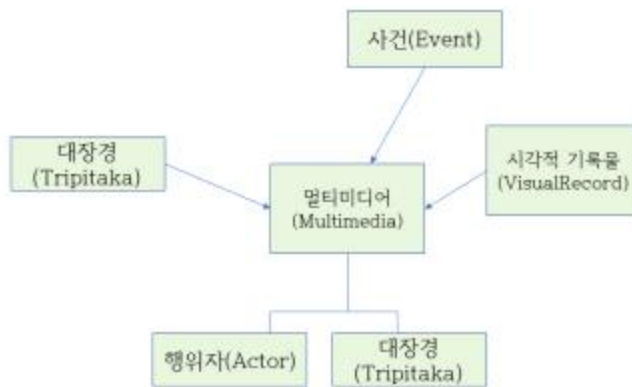 사건(Event)
대장경
(Tripitaka)
시각적 기록물
(VisualRecord)
멀티미디어
(Multimedia)
행위자(Actor)
대장경
(Tripitaka)